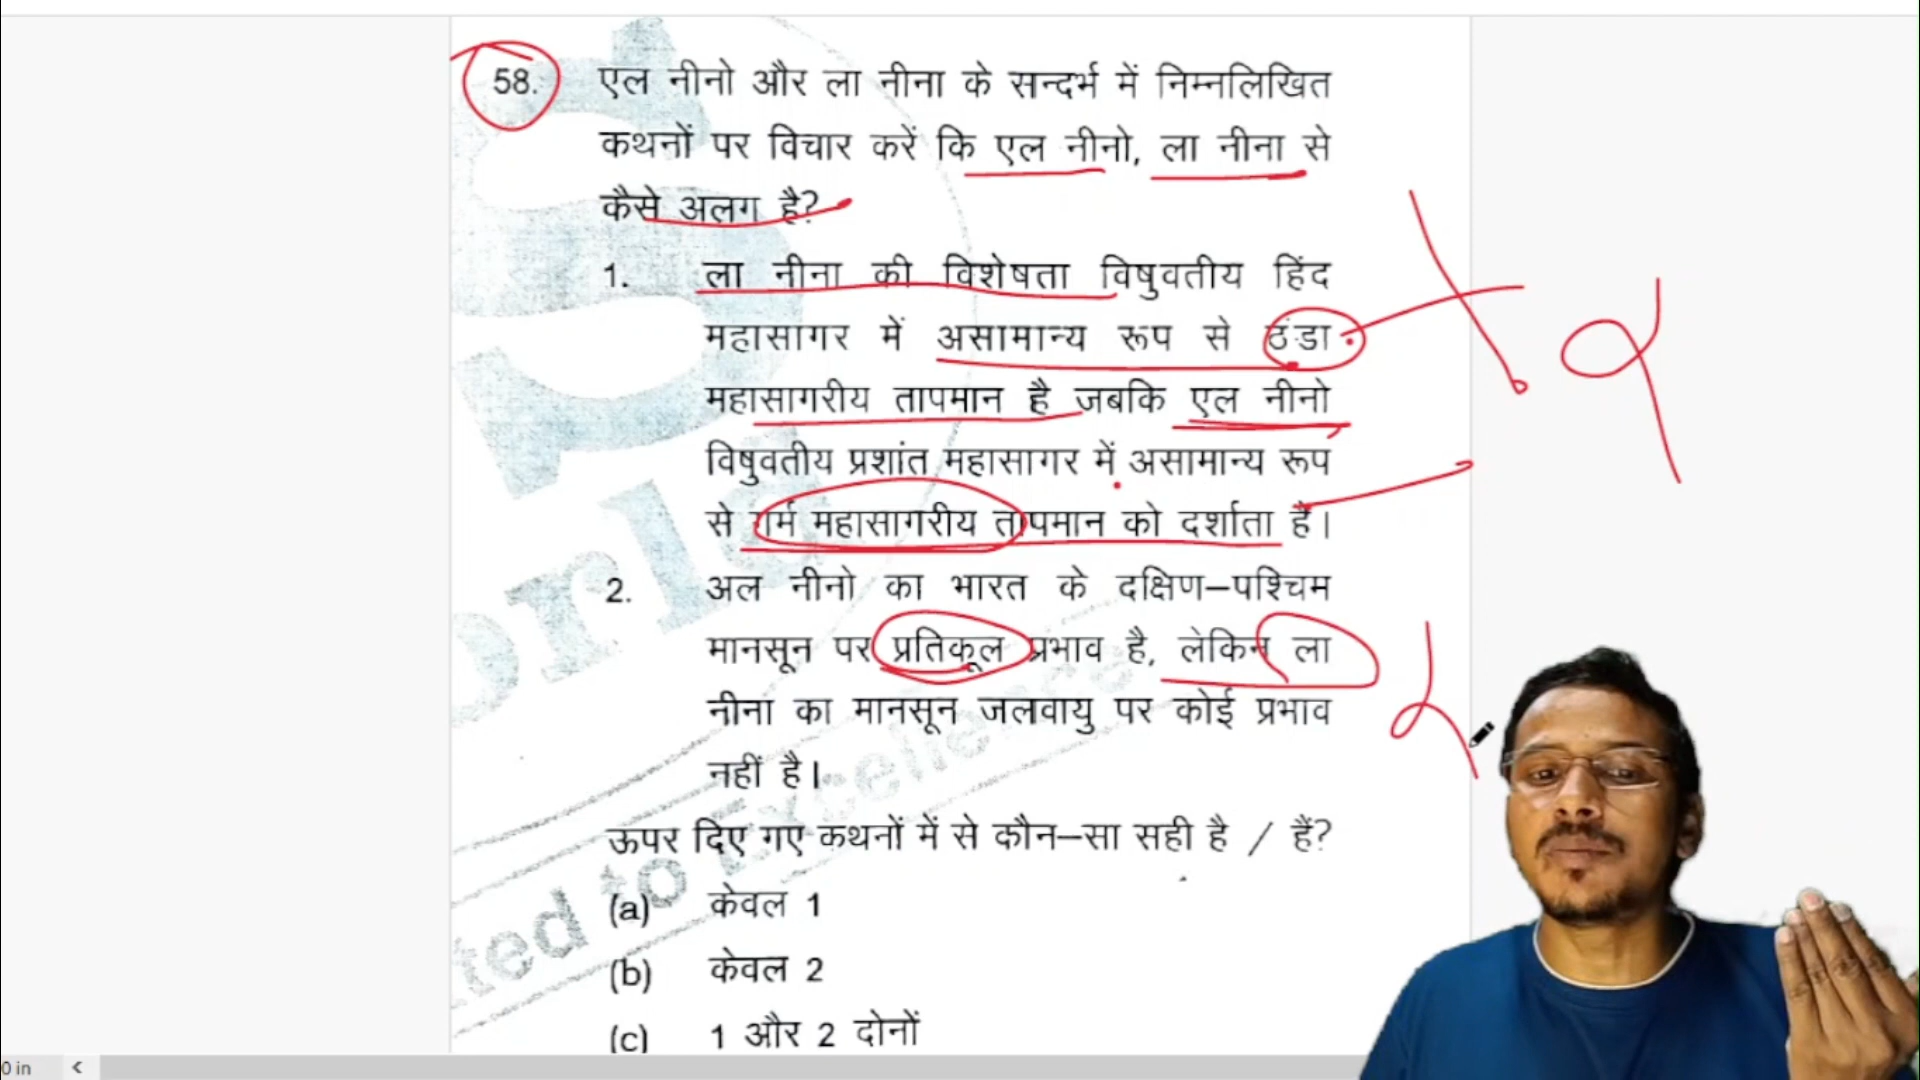 58. एल नीनो और ला नीना के सन्दर्भ में निम्नलिखित
कथनों पर विचार करें कि एल नीनो, ला नीना से
कैसे अलग है?
1. ला नीना की विशेषता विषुवतीय हिंद
महासागर में असामान्य रूप से ठंडा
महासागरीय तापमान है जबकि एल नीनो
विषुवतीय प्रशांत महासागर में असामान्य रूप
से गर्म महासागरीय तापमान को दर्शाता है।
2. अल नीनो का भारत के दक्षिण–पश्चिम
मानसून पर प्रतिकूल प्रभाव है, लेकिन ला
नीना का मानसून जलवायु पर कोई प्रभाव
नहीं है।
ऊपर दिए गए कथनों में से कौन–सा सही है / हैं?
(a) केवल 1
(b) केवल 2
(c) 1 और 2 दोनों
0 in